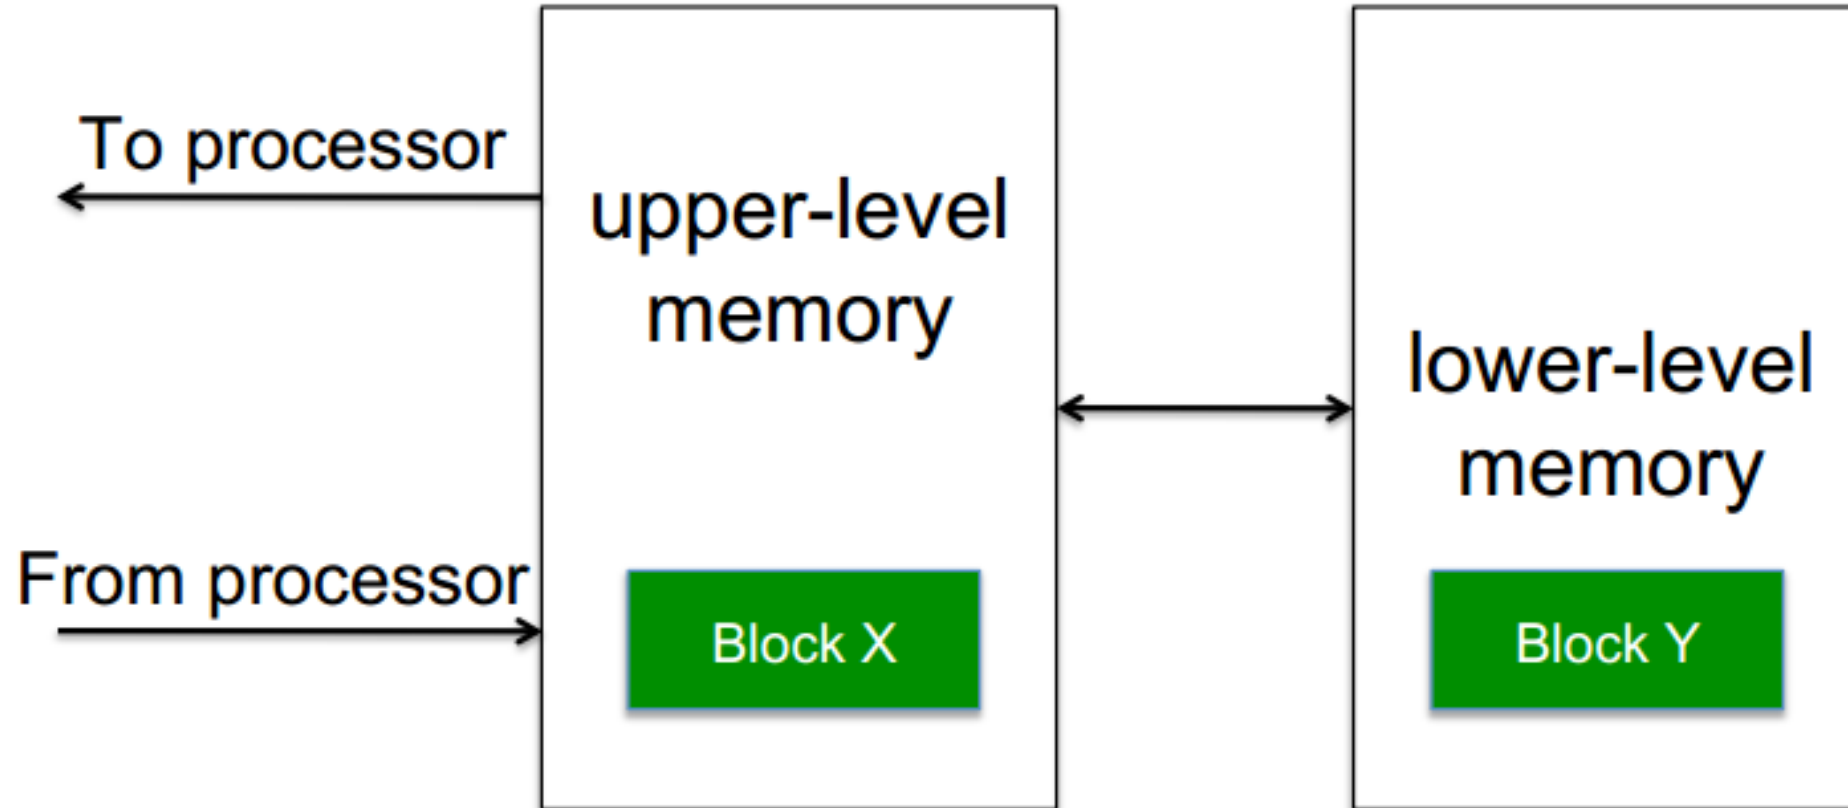 To processor
upper-level
memory
lower-level
memory
From processor
Block X
Block Y